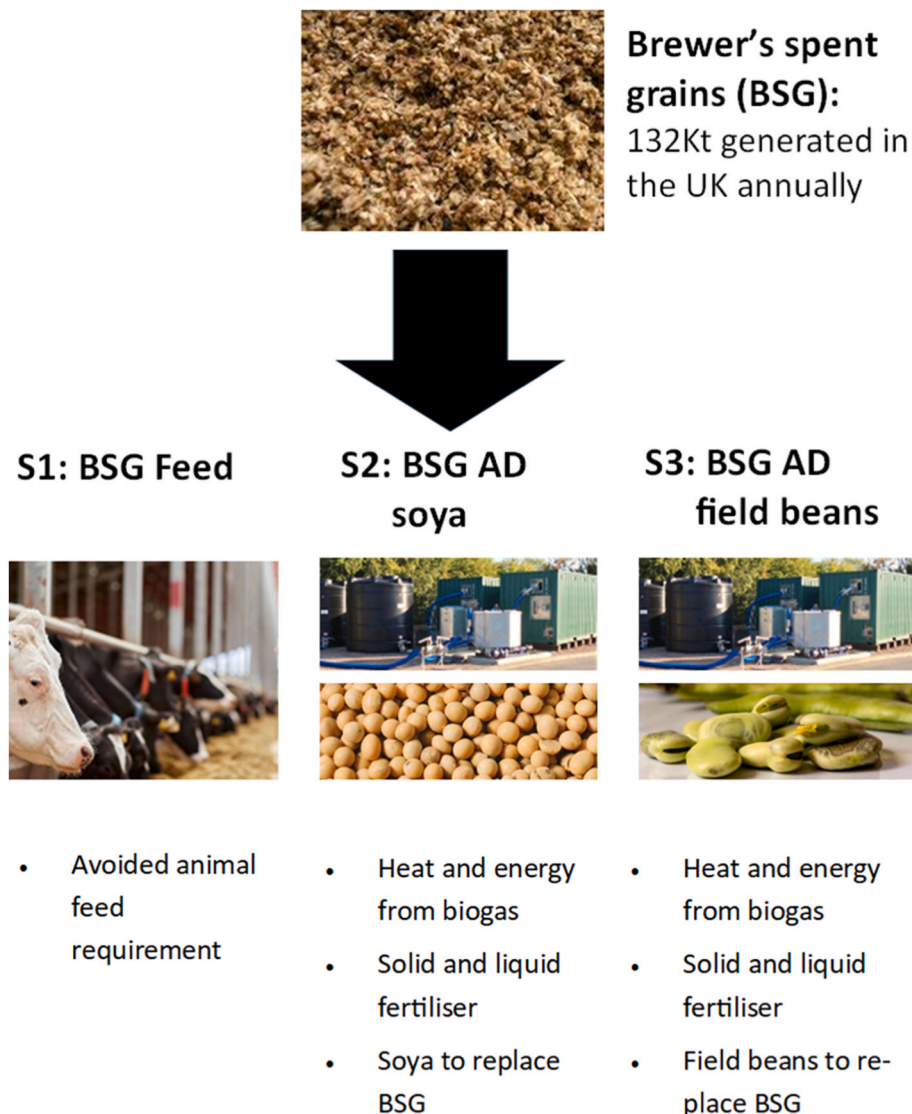 Brewer’s spent
grains (BSG):
132Kt generated in
the UK annually
S1: BSG Feed
S2: BSG AD
soya
S3: BSG AD
field beans
• Avoided animal
feed
requirement
• Heat and energy
from biogas
• Solid and liquid
fertiliser
• Soya to replace
BSG
• Heat and energy
from biogas
• Solid and liquid
fertiliser
• Field beans to re-
place BSG